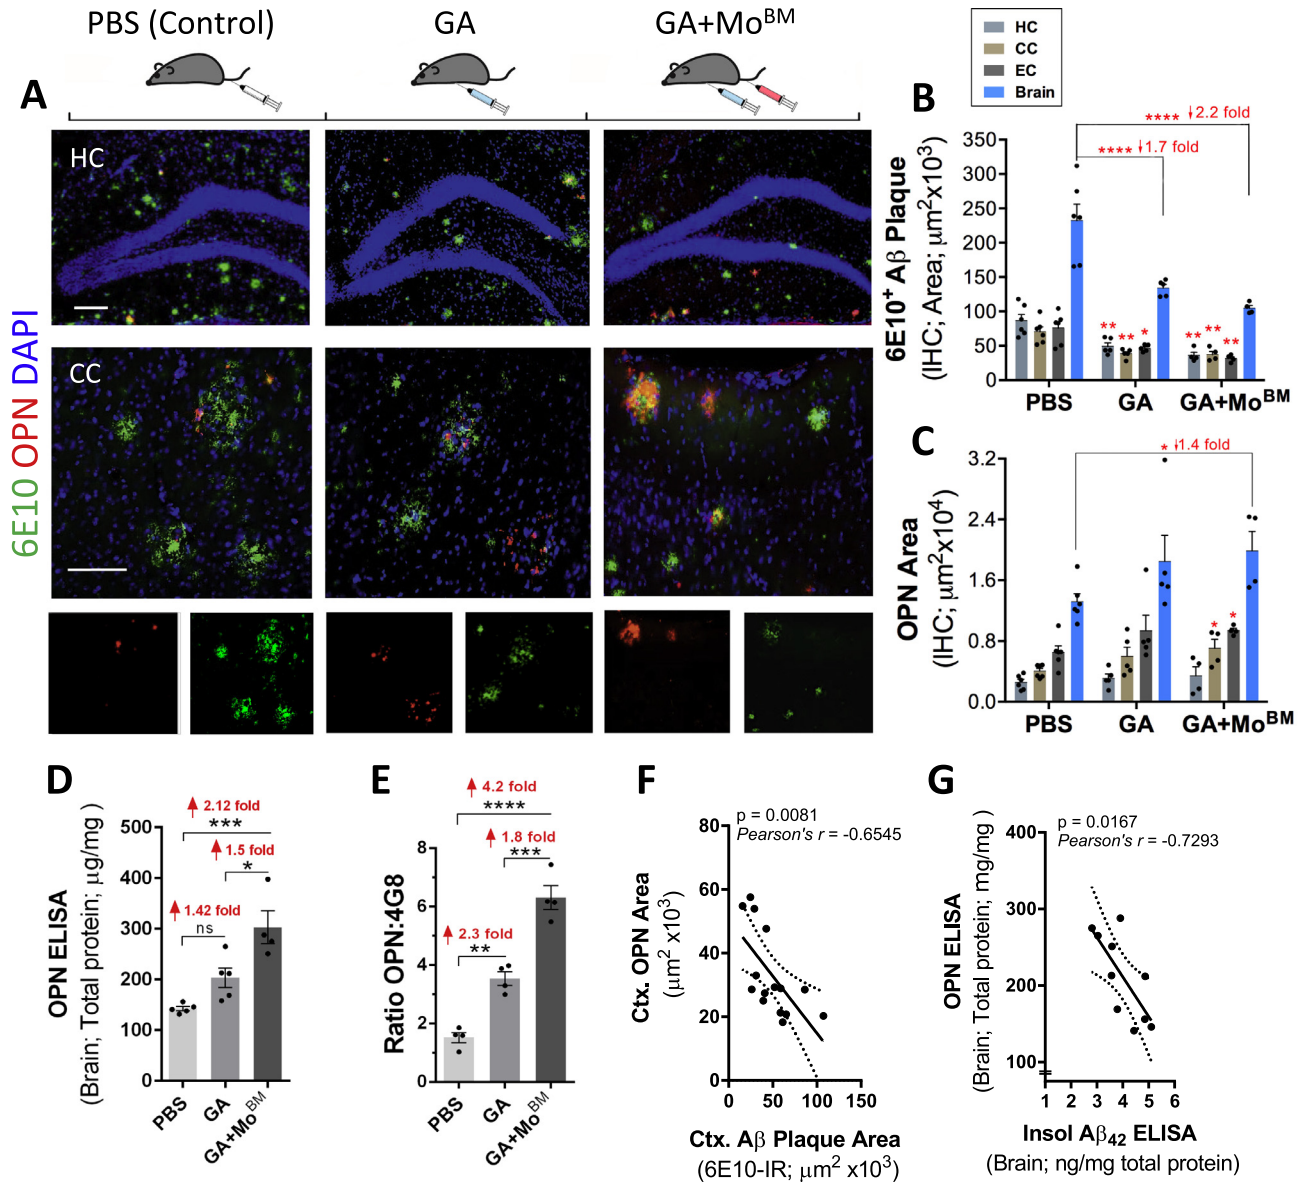 PBS (Control)
GA
GA+Mo^BM
A
HC
CC
6E10 OPN DAPI
HC
CC
EC
Brain
B
**** ↓2.2 fold
**** ↓1.7 fold
6E10⁺ Aβ Plaque
(IHC; Area; μm²x10³)
350
300
250
200
150
100
50
0
** ** *
** ** **
PBS
GA
GA+Mo^BM
C
* ↓1.4 fold
OPN Area
(IHC; μm²x10⁴)
3.2
2.4
1.6
0.8
0.0
* *
PBS
GA
GA+Mo^BM
D
↑ 2.12 fold
***
↑ 1.5 fold
*
↑ 1.42 fold
ns
OPN ELISA
(Brain; Total protein; μg/mg )
500
400
300
200
100
0
PBS
GA
GA+Mo^BM
E
↑ 4.2 fold
****
↑ 1.8 fold
***
↑ 2.3 fold
**
Ratio OPN:4G8
8
6
4
2
0
PBS
GA
GA+Mo^BM
F
p = 0.0081
Pearson's r = -0.6545
Ctx. OPN Area
(μm² x10³)
80
60
40
20
0
0 50 100 150
Ctx. Aβ Plaque Area
(6E10-IR; μm² x10³)
G
p = 0.0167
Pearson's r = -0.7293
OPN ELISA
(Brain; Total protein; mg/mg )
400
300
200
100
1 2 3 4 5 6
Insol Aβ₄₂ ELISA
(Brain; ng/mg total protein)